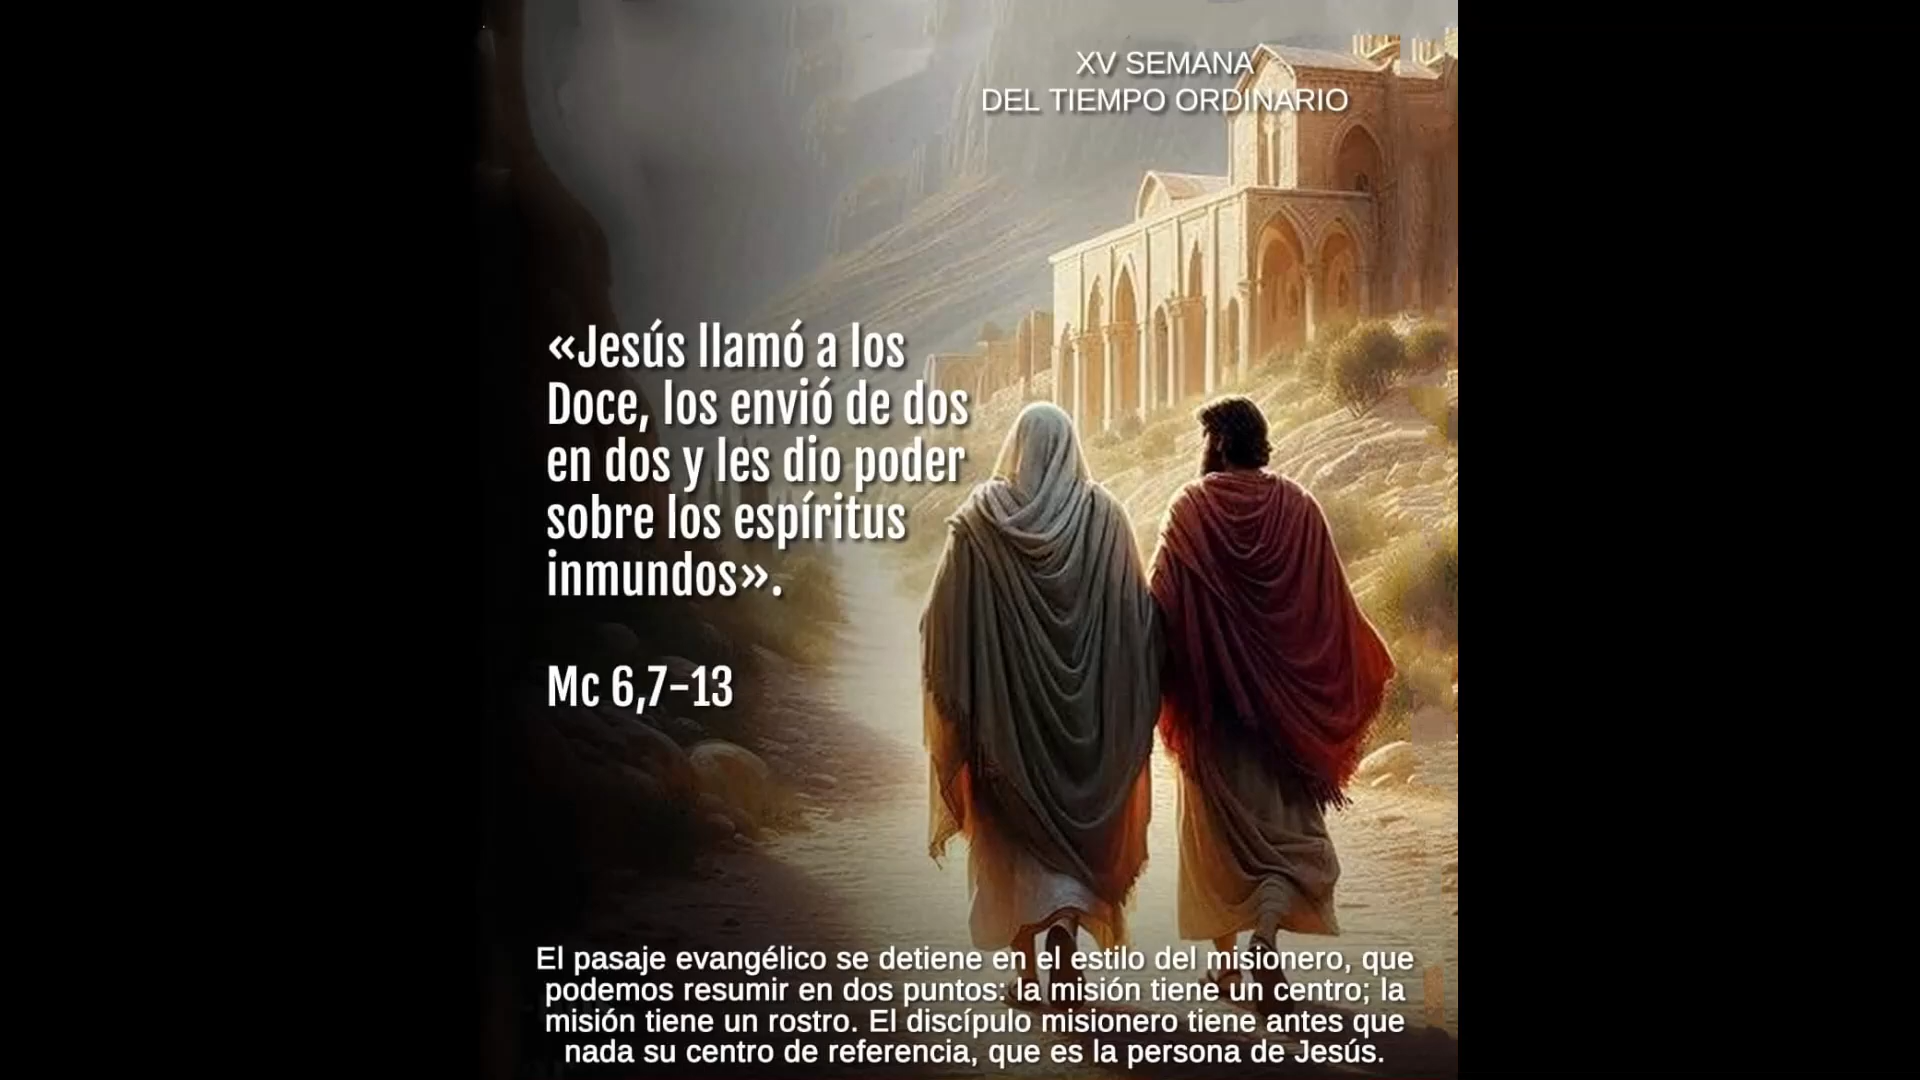 XV SEMANA
DEL TIEMPO ORDINARIO
«Jesús llamó a los
Doce, los envió de dos
en dos y les dio poder
sobre los espíritus
inmundos».
Mc 6,7-13
El pasaje evangélico se detiene en el estilo del misionero, que
podemos resumir en dos puntos: la misión tiene un centro; la
misión tiene un rostro. El discípulo misionero tiene antes que
nada su centro de referencia, que es la persona de Jesús.